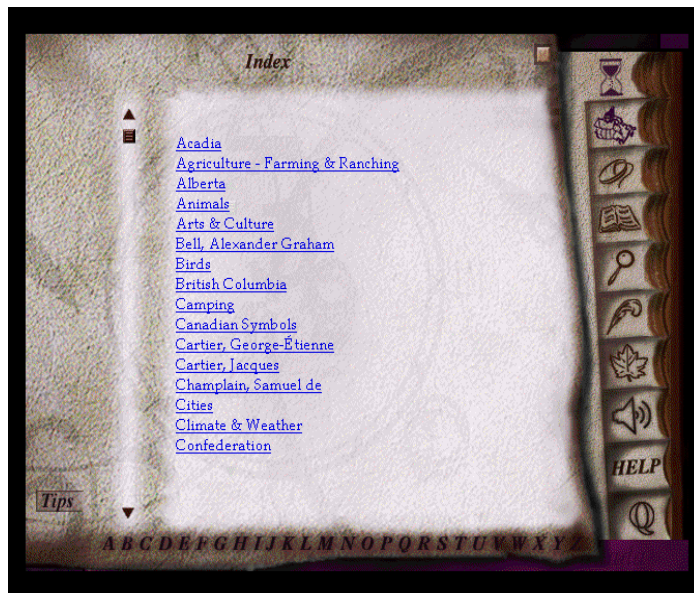 Index
Acadia
Agriculture - Farming & Ranching
Alberta
Animals
Arts & Culture
Bell, Alexander Graham
Birds
British Columbia
Camping
Canadian Symbols
Cartier, George-Étienne
Cartier, Jacques
Champlain, Samuel de
Cities
Climate & Weather
Confederation
HELP
Tips
Q
A B C D E F G H I J K L M N O P Q R S T U V W X Y Z